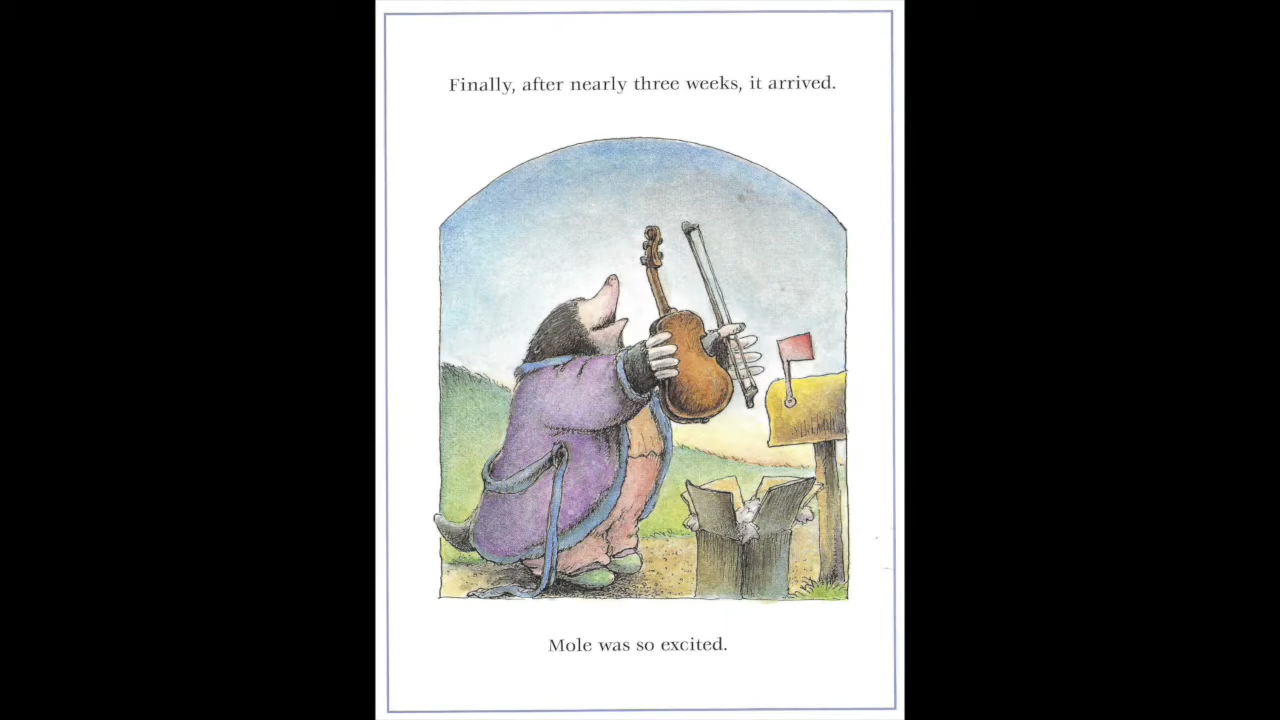 Finally, after nearly three weeks, it arrived.
Mole was so excited.